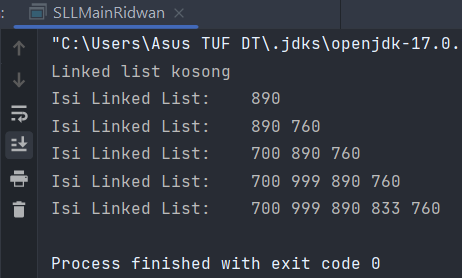 :
SLLMainRidwan ×
"C:\Users\Asus TUF DT\.jdks\openjdk-17.0.
Linked list kosong
Isi Linked List: 890
Isi Linked List: 890 760
Isi Linked List: 700 890 760
Isi Linked List: 700 999 890 760
Isi Linked List: 700 999 890 833 760
Process finished with exit code 0